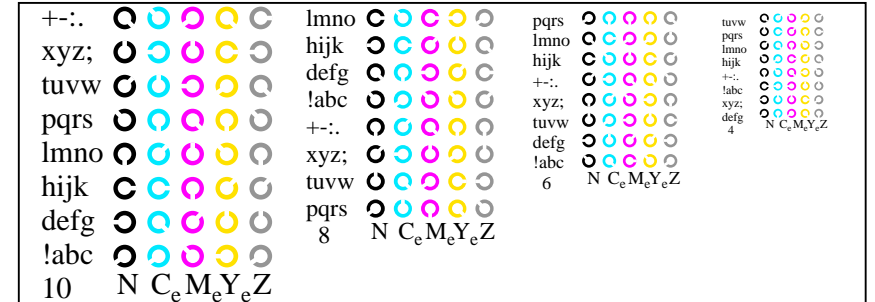 +-:.
xyz;
tuvw
pqrs
lmno
hijk
defg
!abc
10 N CeMeYeZ
lmno
hijk
defg
!abc
+-:.
xyz;
tuvw
pqrs
8 N CeMeYeZ
pqrs
lmno
hijk
+-:.
xyz;
tuvw
defg
!abc
6 N CeMeYeZ
tuvw
pqrs
lmno
hijk
+-:.
!abc
xyz;
defg
4 N CeMeYeZ